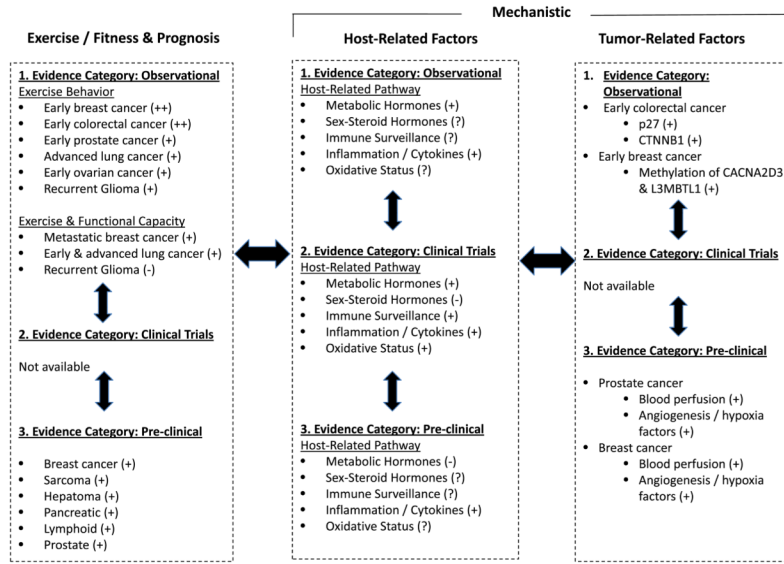 Mechanistic
Exercise / Fitness & Prognosis
1. Evidence Category: Observational
Exercise Behavior
• Early breast cancer (++)
• Early colorectal cancer (++)
• Early prostate cancer (+)
• Advanced lung cancer (+)
• Early ovarian cancer (+)
• Recurrent Glioma (+)
Exercise & Functional Capacity
• Metastatic breast cancer (+)
• Early & advanced lung cancer (+)
• Recurrent Glioma (-)
2. Evidence Category: Clinical Trials
Not available
3. Evidence Category: Pre-clinical
• Breast cancer (+)
• Sarcoma (+)
• Hepatoma (+)
• Pancreatic (+)
• Lymphoid (+)
• Prostate (+)
Host-Related Factors
1. Evidence Category: Observational
Host-Related Pathway
• Metabolic Hormones (+)
• Sex-Steroid Hormones (?)
• Immune Surveillance (?)
• Inflammation / Cytokines (+)
• Oxidative Status (?)
2. Evidence Category: Clinical Trials
Host-Related Pathway
• Metabolic Hormones (+)
• Sex-Steroid Hormones (-)
• Immune Surveillance (+)
• Inflammation / Cytokines (+)
• Oxidative Status (+)
3. Evidence Category: Pre-clinical
Host-Related Pathway
• Metabolic Hormones (-)
• Sex-Steroid Hormones (?)
• Immune Surveillance (?)
• Inflammation / Cytokines (+)
• Oxidative Status (?)
Tumor-Related Factors
1. Evidence Category:
Observational
• Early colorectal cancer
• p27 (+)
• CTNNB1 (+)
• Early breast cancer
• Methylation of CACNA2D3
& L3MBTL1 (+)
2. Evidence Category: Clinical Trials
Not available
3. Evidence Category: Pre-clinical
• Prostate cancer
• Blood perfusion (+)
• Angiogenesis / hypoxia
factors (+)
• Breast cancer
• Blood perfusion (+)
• Angiogenesis / hypoxia
factors (+)